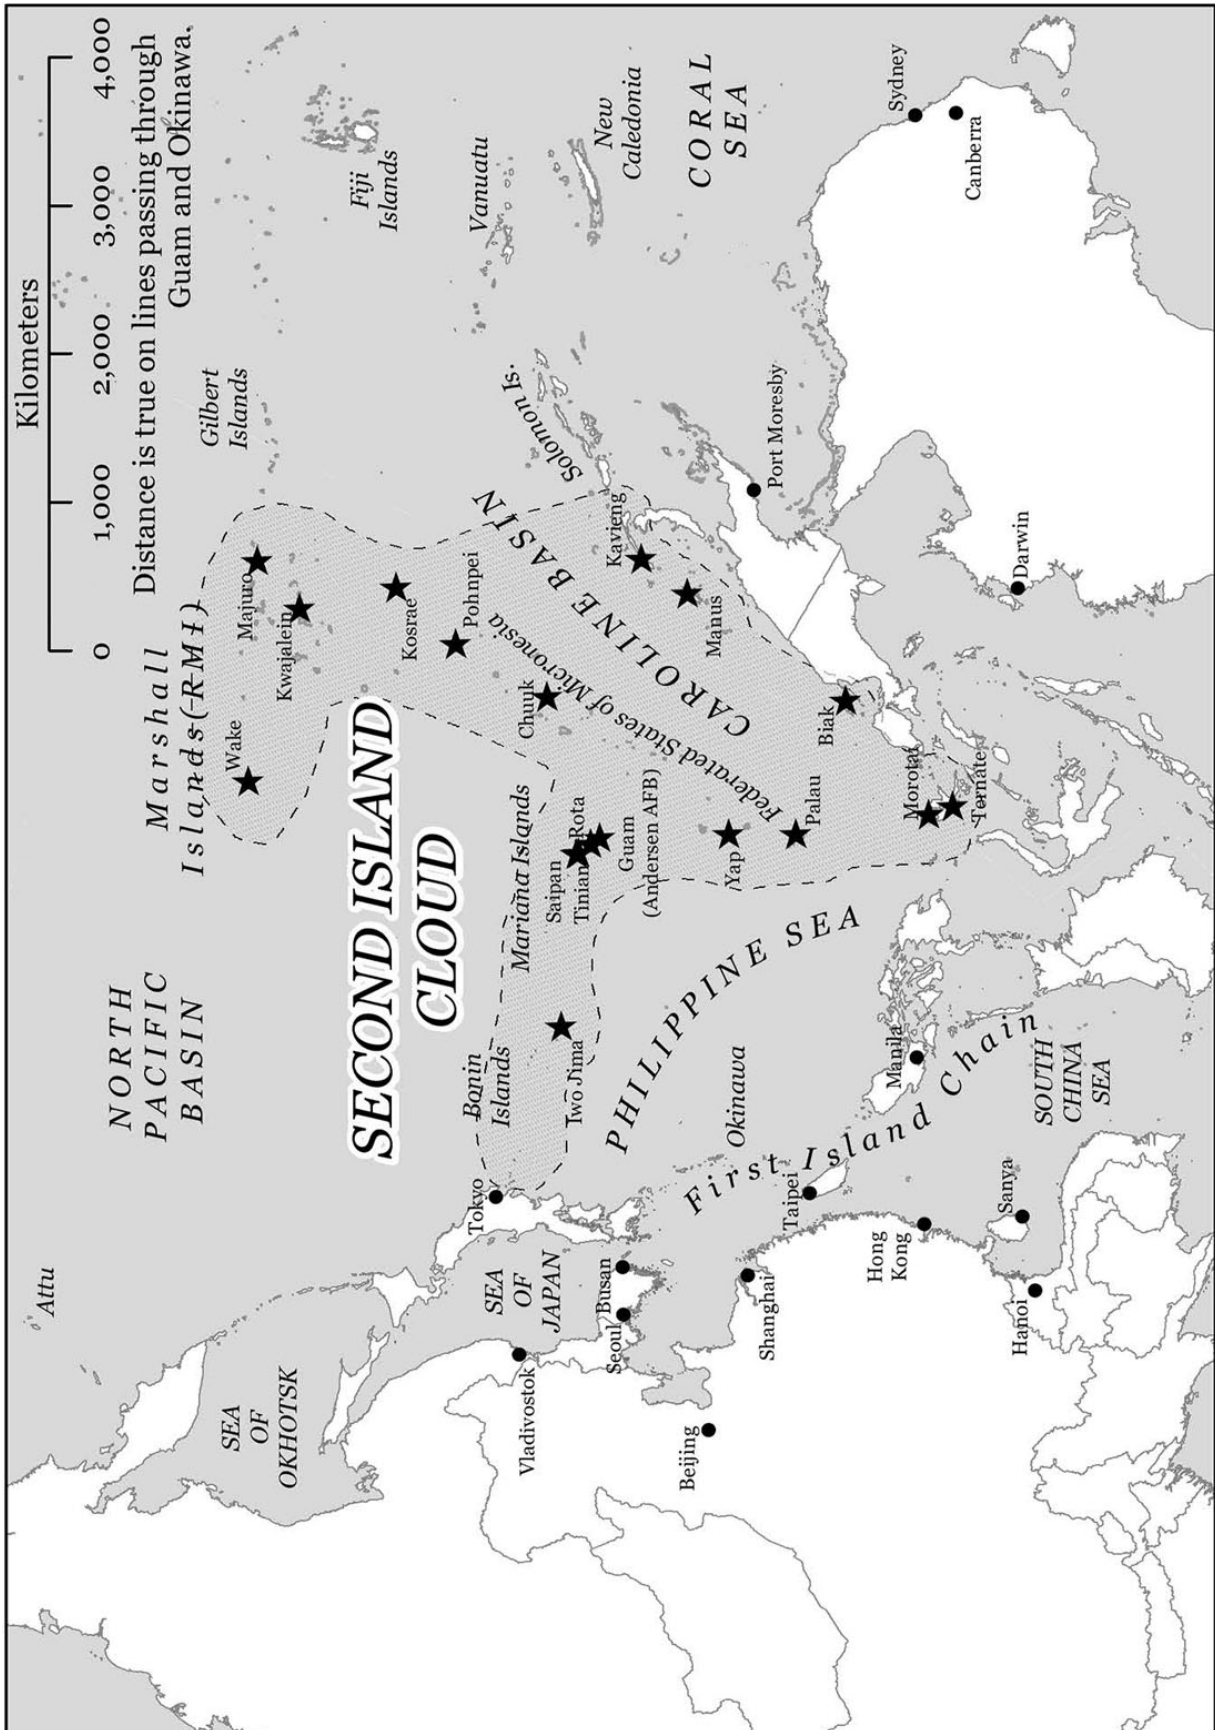 Kilometers
0 1,000 2,000 3,000 4,000
Distance is true on lines passing through
Guam and Okinawa.
Attu
NORTH
PACIFIC
BASIN
Marshall
Islands (RMI)
Gilbert
Islands
Wake
Majuro
Kwajalein
Kosrae
Pohnpei
Fiji
Islands
Vanuatu
New
Caledonia
CORAL
SEA
SECOND ISLAND
CLOUD
SEA
OF
OKHOTSK
Bonin
Islands
Mariana Islands
Chuuk
Solomon Is.
Tokyo
Iwo Jima
Saipan
Tinian
Rota
Guam
(Andersen AFB)
Federated States of Micronesia
CAROLINE BASIN
Kavieng
Manus
Port Moresby
SEA
OF
JAPAN
Vladivostok
Seoul
Busan
PHILIPPINE SEA
Yap
Palau
Biak
Morotai
Ternate
Okinawa
First Island Chain
Beijing
Shanghai
Taipei
Hong
Kong
Manila
Sanya
Hanoi
SOUTH
CHINA
SEA
Darwin
Sydney
Canberra